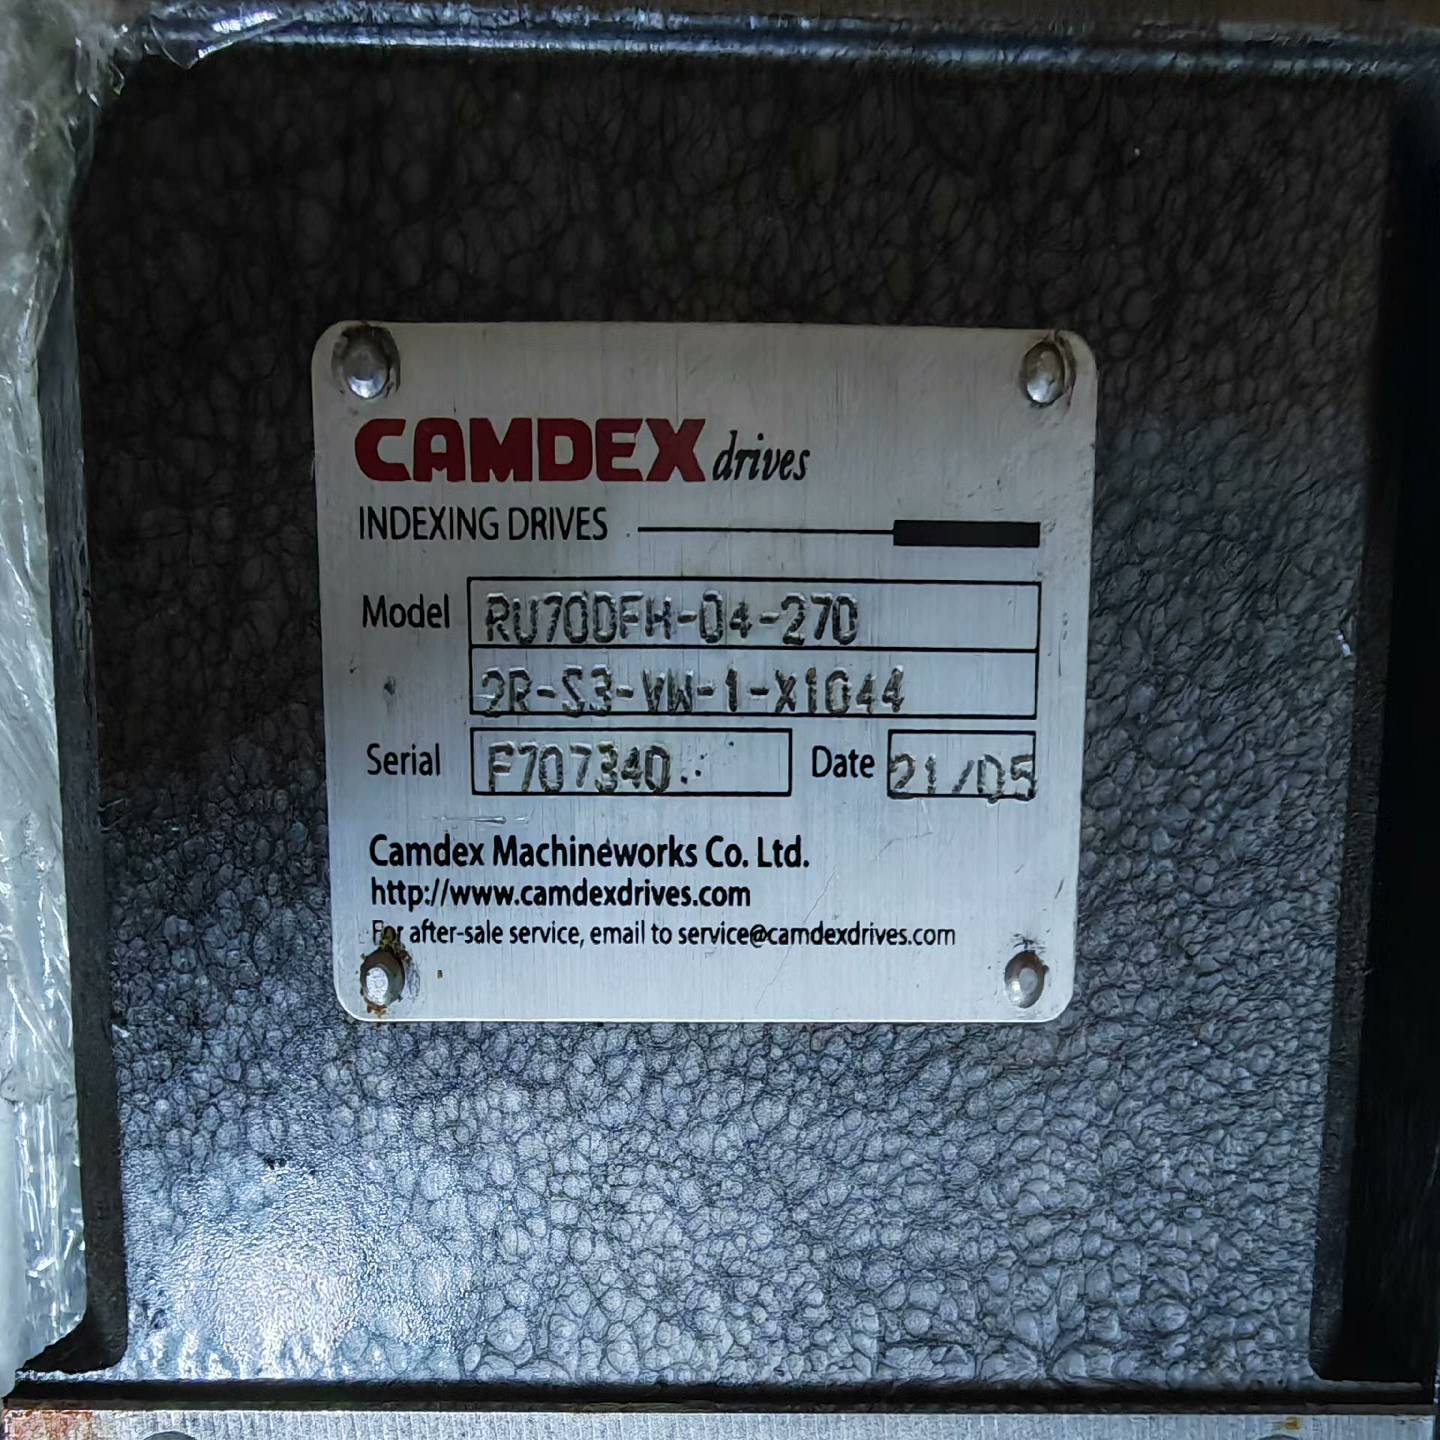 CAMDEX drives
INDEXING DRIVES
Model RU70DFH-04-270
2R-S3-VW-1-X1044
Serial F707340
Date 21/05
Camdex Machineworks Co. Ltd.
http://www.camdexdrives.com
For after-sale service, email to service@camdexdrives.com